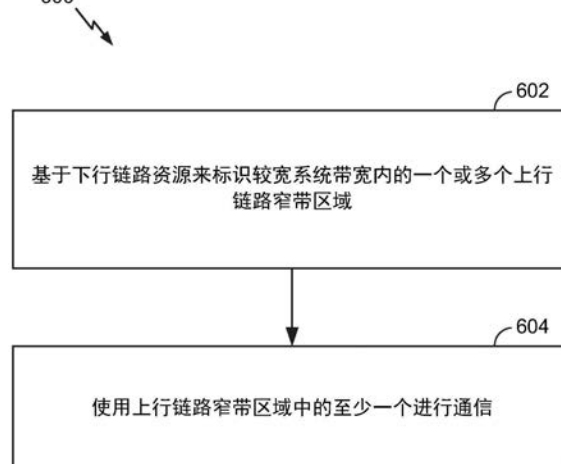 602
基于下行链路资源来标识较宽系统带宽内的一个或多个上行
链路窄带区域
604
使用上行链路窄带区域中的至少一个进行通信